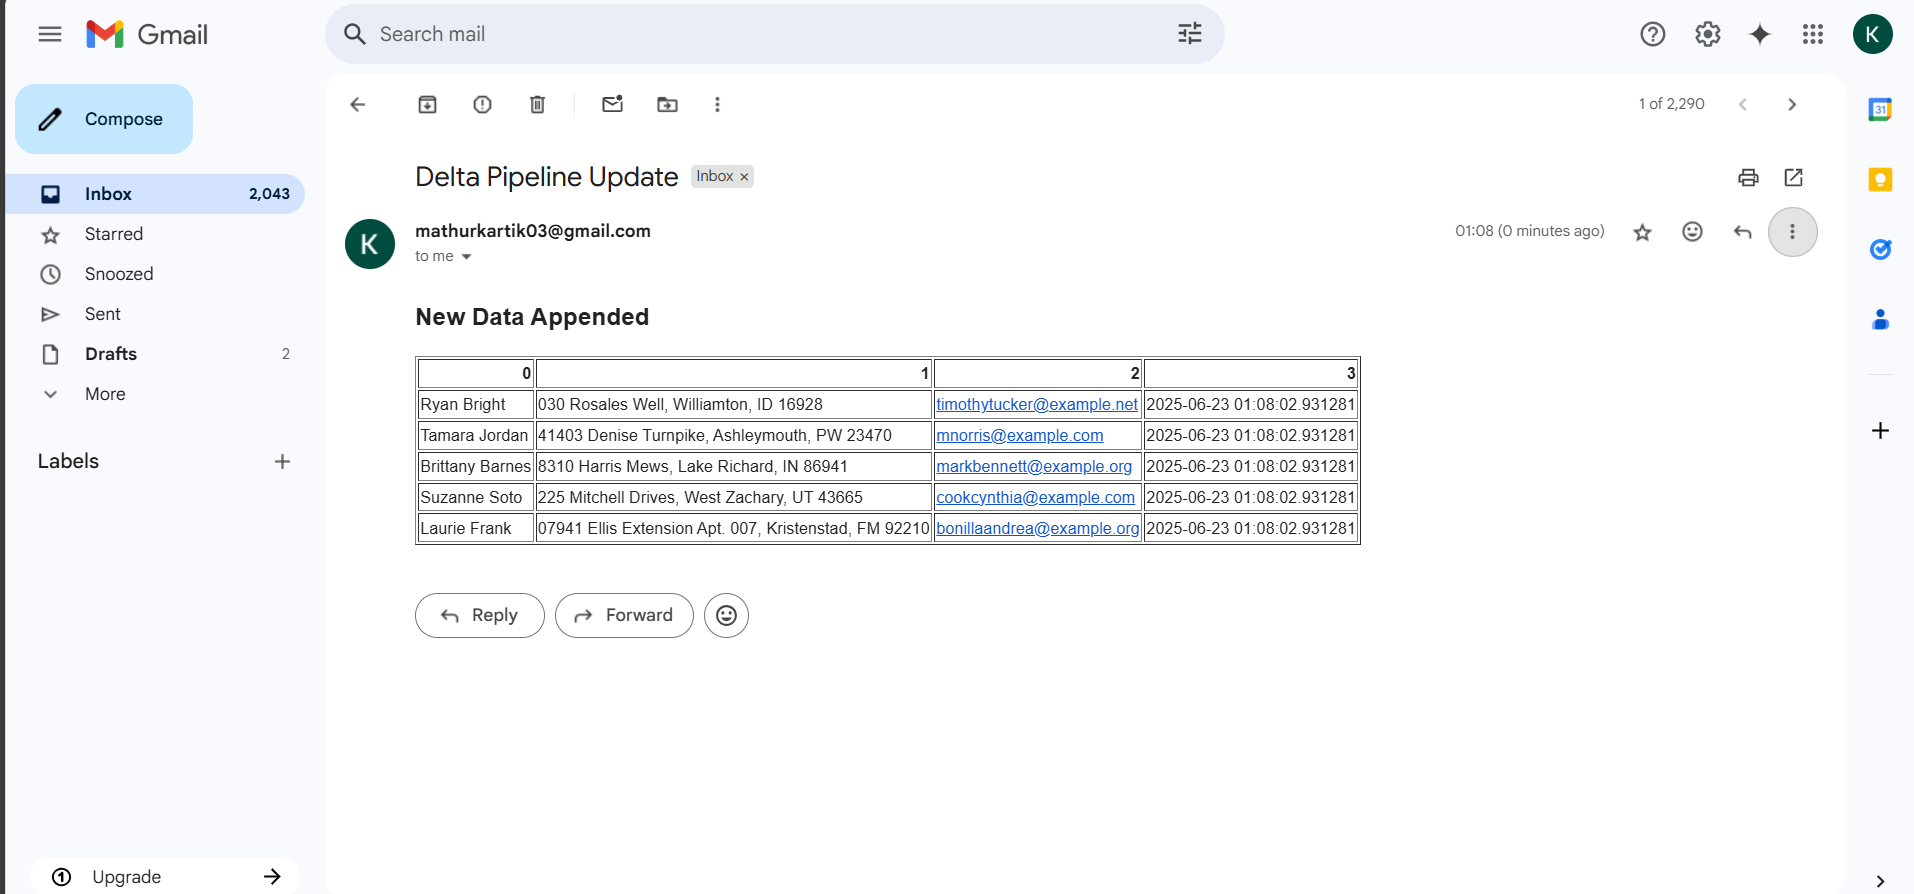 Gmail
Search mail
K
Compose
1 of 2,290
31
Inbox 2,043
Starred
Snoozed
Sent
Drafts 2
More
Labels
Upgrade
Delta Pipeline Update Inbox ×
K
mathurkartik03@gmail.com
01:08 (0 minutes ago)
to me
New Data Appended
0 1 2 3
Ryan Bright 030 Rosales Well, Williamton, ID 16928 timothytucker@example.net 2025-06-23 01:08:02.931281
Tamara Jordan 41403 Denise Turnpike, Ashleymouth, PW 23470 mnorris@example.com 2025-06-23 01:08:02.931281
Brittany Barnes 8310 Harris Mews, Lake Richard, IN 86941 markbennett@example.org 2025-06-23 01:08:02.931281
Suzanne Soto 225 Mitchell Drives, West Zachary, UT 43665 cookcynthia@example.com 2025-06-23 01:08:02.931281
Laurie Frank 07941 Ellis Extension Apt. 007, Kristenstad, FM 92210 bonillaandrea@example.org 2025-06-23 01:08:02.931281
Reply
Forward